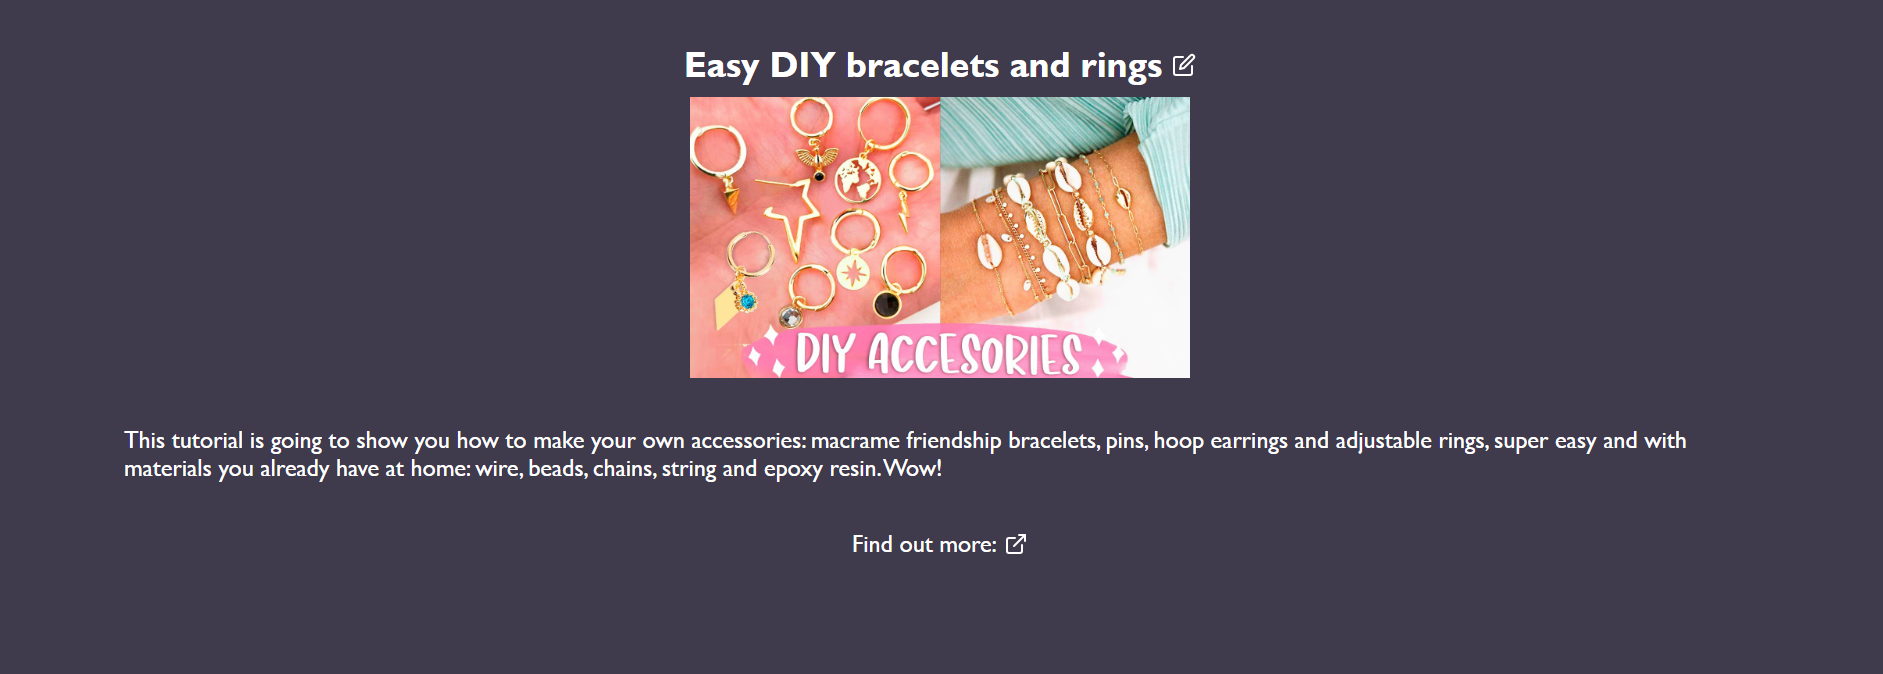 Easy DIY bracelets and rings
DIY ACCESORIES
This tutorial is going to show you how to make your own accessories: macrame friendship bracelets, pins, hoop earrings and adjustable rings, super easy and with
materials you already have at home: wire, beads, chains, string and epoxy resin. Wow!
Find out more: